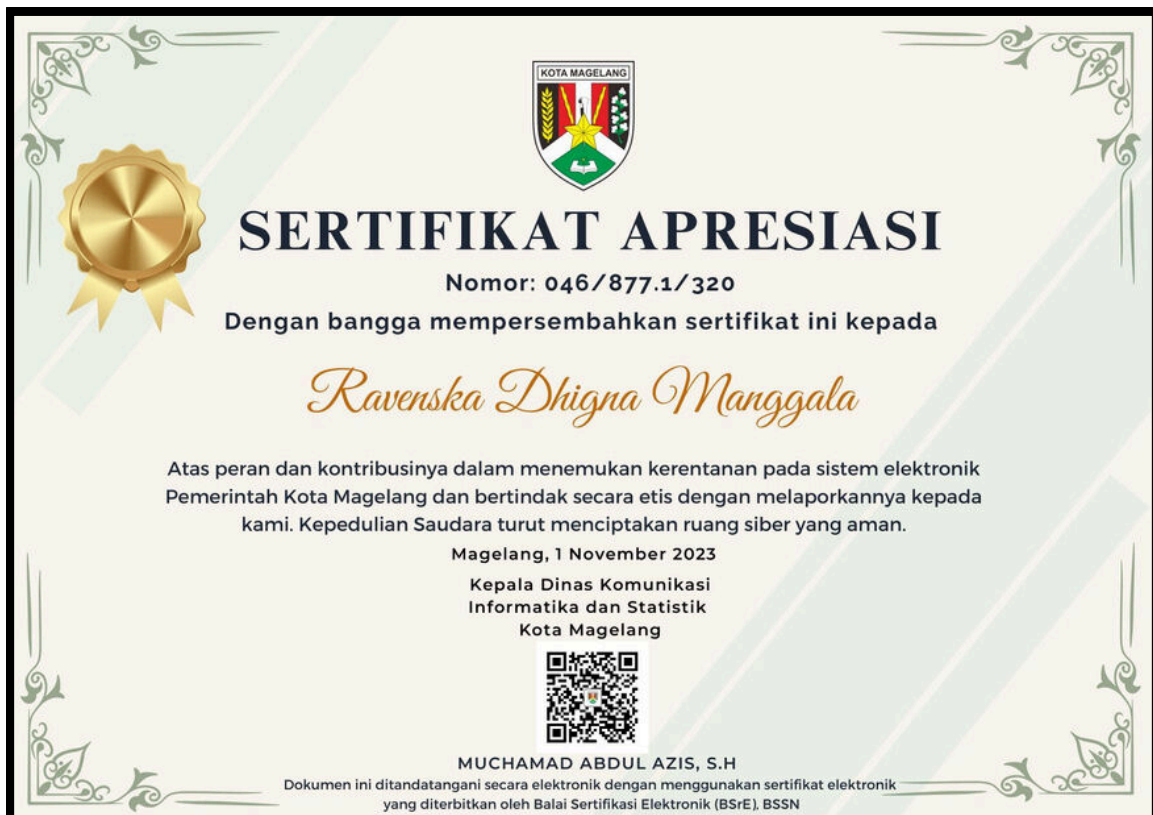 KOTA MAGELANG
SERTIFIKAT APRESIASI
Nomor: 046/877.1/320
Dengan bangga mempersembahkan sertifikat ini kepada
Ravenska Dhigna Manggala
Atas peran dan kontribusinya dalam menemukan kerentanan pada sistem elektronik
Pemerintah Kota Magelang dan bertindak secara etis dengan melaporkannya kepada
kami. Kepedulian Saudara turut menciptakan ruang siber yang aman.
Magelang, 1 November 2023
Kepala Dinas Komunikasi
Informatika dan Statistik
Kota Magelang
MUCHAMAD ABDUL AZIS, S.H
Dokumen ini ditandatangani secara elektronik dengan menggunakan sertifikat elektronik
yang diterbitkan oleh Balai Sertifikasi Elektronik (BSrE), BSSN